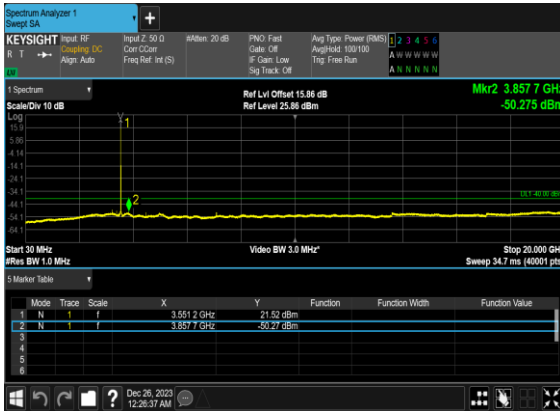 Spectrum Analyzer 1
Swept SA
+
KEYSIGHT Input: RF Input Z: 50 Ω #Atten: 20 dB PNO: Fast Avg Type: Power (RMS) 1 2 3 4 5 6
R T Coupling: DC Corr CCorr Gate: Off Avg|Hold: 100/100 A W W W W W
Align: Auto Freq Ref: Int (S) IF Gain: Low Trig: Free Run
Sig Track: Off A N N N N N
1 Spectrum
Scale/Div 10 dB
Ref Lvl Offset 15.86 dB
Ref Level 25.86 dBm
Mkr2 3.857 7 GHz
-50.275 dBm
Log
15.9
5.86
-4.14
-14.1
-24.1
-34.1
-44.1
-54.1
-64.1
1
2
DL1 -40.00 dBm
Start 30 MHz Video BW 3.0 MHz* Stop 20.000 GHz
#Res BW 1.0 MHz Sweep 34.7 ms (40001 pts)
5 Marker Table
Mode Trace Scale X Y Function Function Width Function Value
1 N 1 f 3.551 2 GHz 21.52 dBm
2 N 1 f 3.857 7 GHz -50.27 dBm
3
4
5
6
? Dec 26, 2023
12:26:37 AM